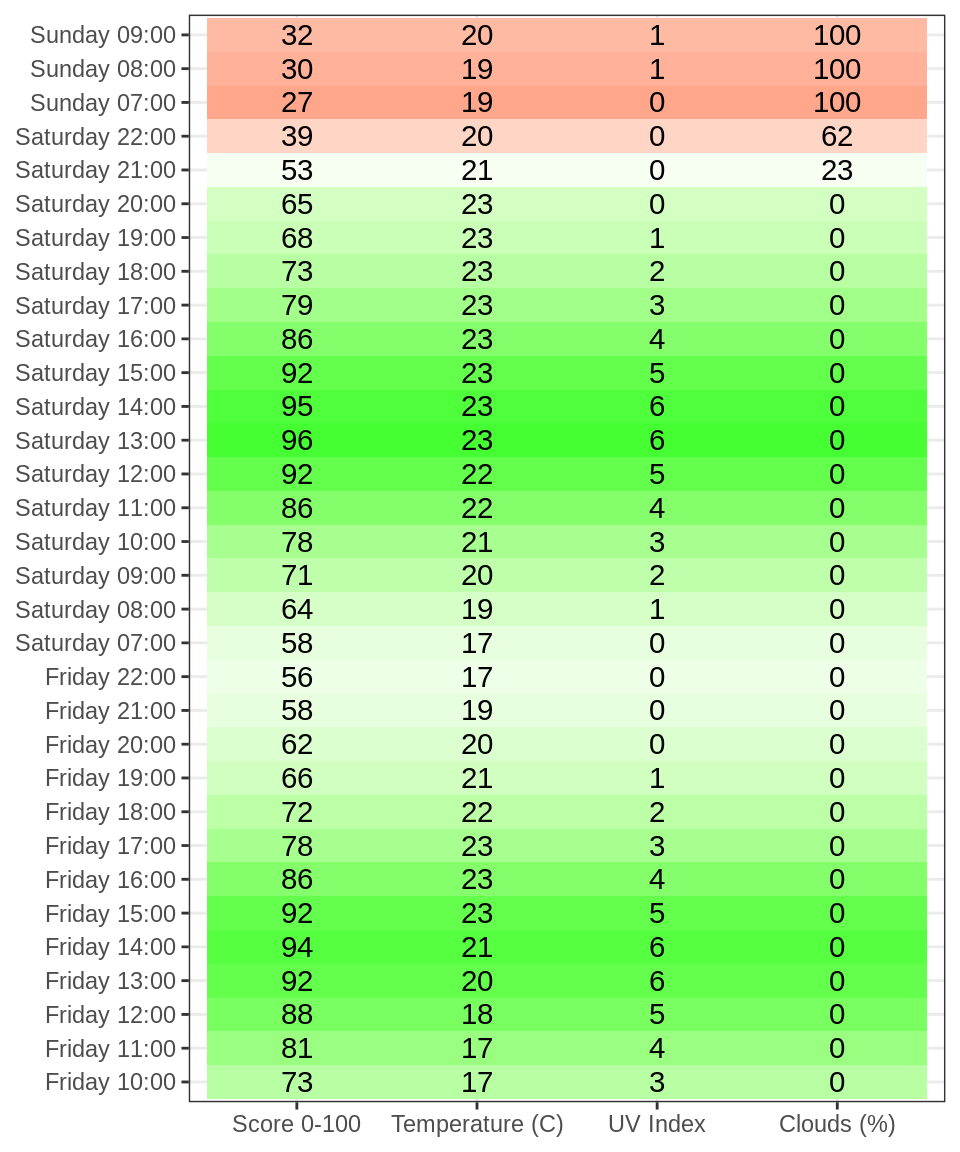 Sunday 09:00 32 20 1 100
Sunday 08:00 30 19 1 100
Sunday 07:00 27 19 0 100
Saturday 22:00 39 20 0 62
Saturday 21:00 53 21 0 23
Saturday 20:00 65 23 0 0
Saturday 19:00 68 23 1 0
Saturday 18:00 73 23 2 0
Saturday 17:00 79 23 3 0
Saturday 16:00 86 23 4 0
Saturday 15:00 92 23 5 0
Saturday 14:00 95 23 6 0
Saturday 13:00 96 23 6 0
Saturday 12:00 92 22 5 0
Saturday 11:00 86 22 4 0
Saturday 10:00 78 21 3 0
Saturday 09:00 71 20 2 0
Saturday 08:00 64 19 1 0
Saturday 07:00 58 17 0 0
Friday 22:00 56 17 0 0
Friday 21:00 58 19 0 0
Friday 20:00 62 20 0 0
Friday 19:00 66 21 1 0
Friday 18:00 72 22 2 0
Friday 17:00 78 23 3 0
Friday 16:00 86 23 4 0
Friday 15:00 92 23 5 0
Friday 14:00 94 21 6 0
Friday 13:00 92 20 6 0
Friday 12:00 88 18 5 0
Friday 11:00 81 17 4 0
Friday 10:00 73 17 3 0
Score 0-100 Temperature (C) UV Index Clouds (%)